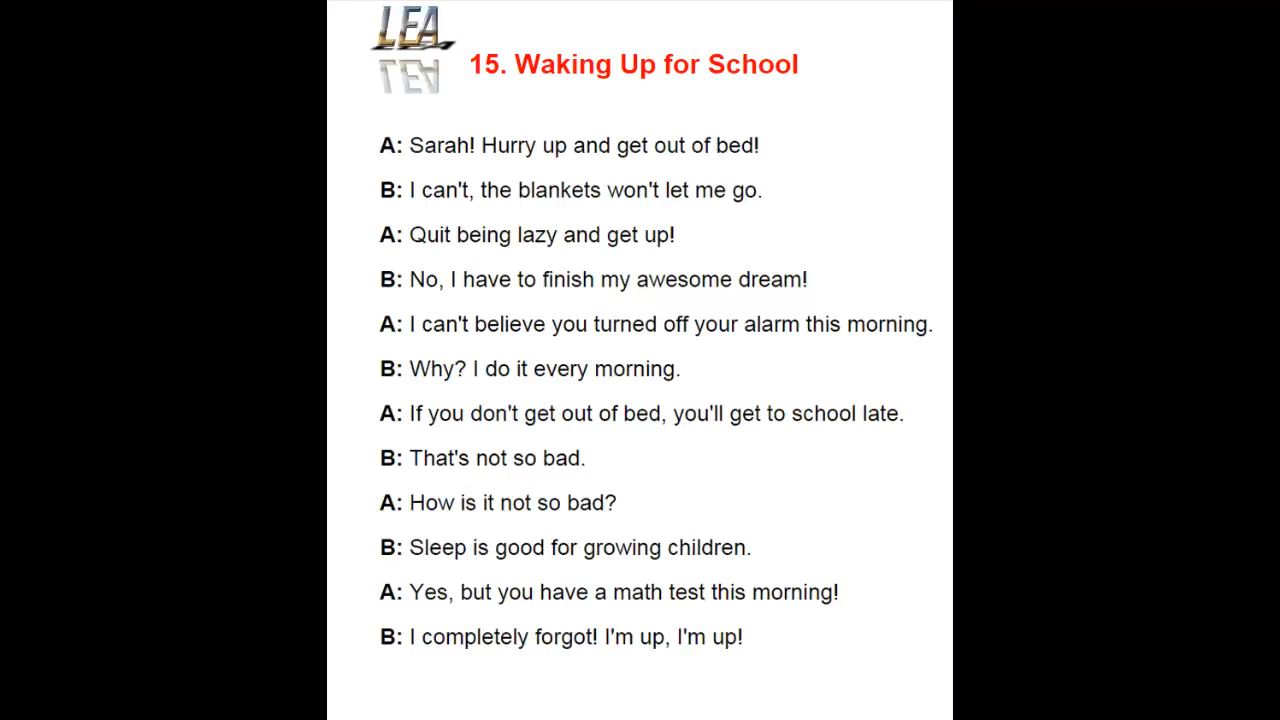 LEA
15. Waking Up for School
A: Sarah! Hurry up and get out of bed!
B: I can't, the blankets won't let me go.
A: Quit being lazy and get up!
B: No, I have to finish my awesome dream!
A: I can't believe you turned off your alarm this morning.
B: Why? I do it every morning.
A: If you don't get out of bed, you'll get to school late.
B: That's not so bad.
A: How is it not so bad?
B: Sleep is good for growing children.
A: Yes, but you have a math test this morning!
B: I completely forgot! I'm up, I'm up!